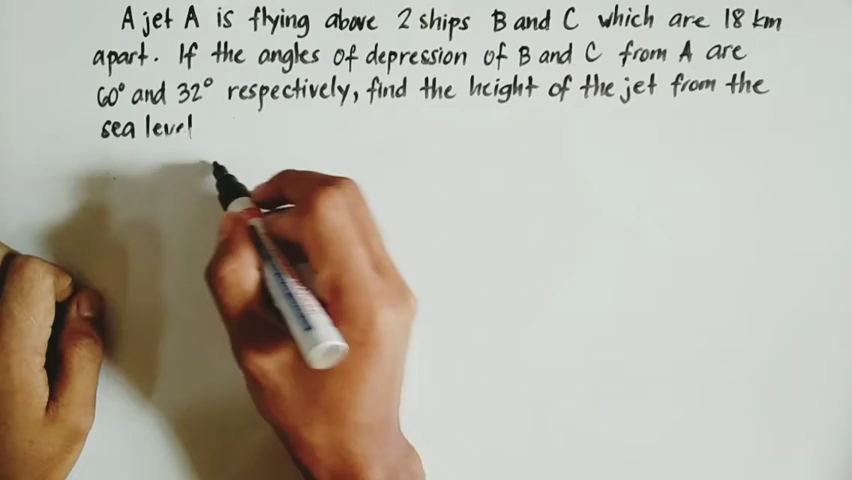 A jet A is flying above 2 ships B and C which are 18 km
apart. If the angles of depression of B and C from A are
60° and 32° respectively, find the height of the jet from the
sea level